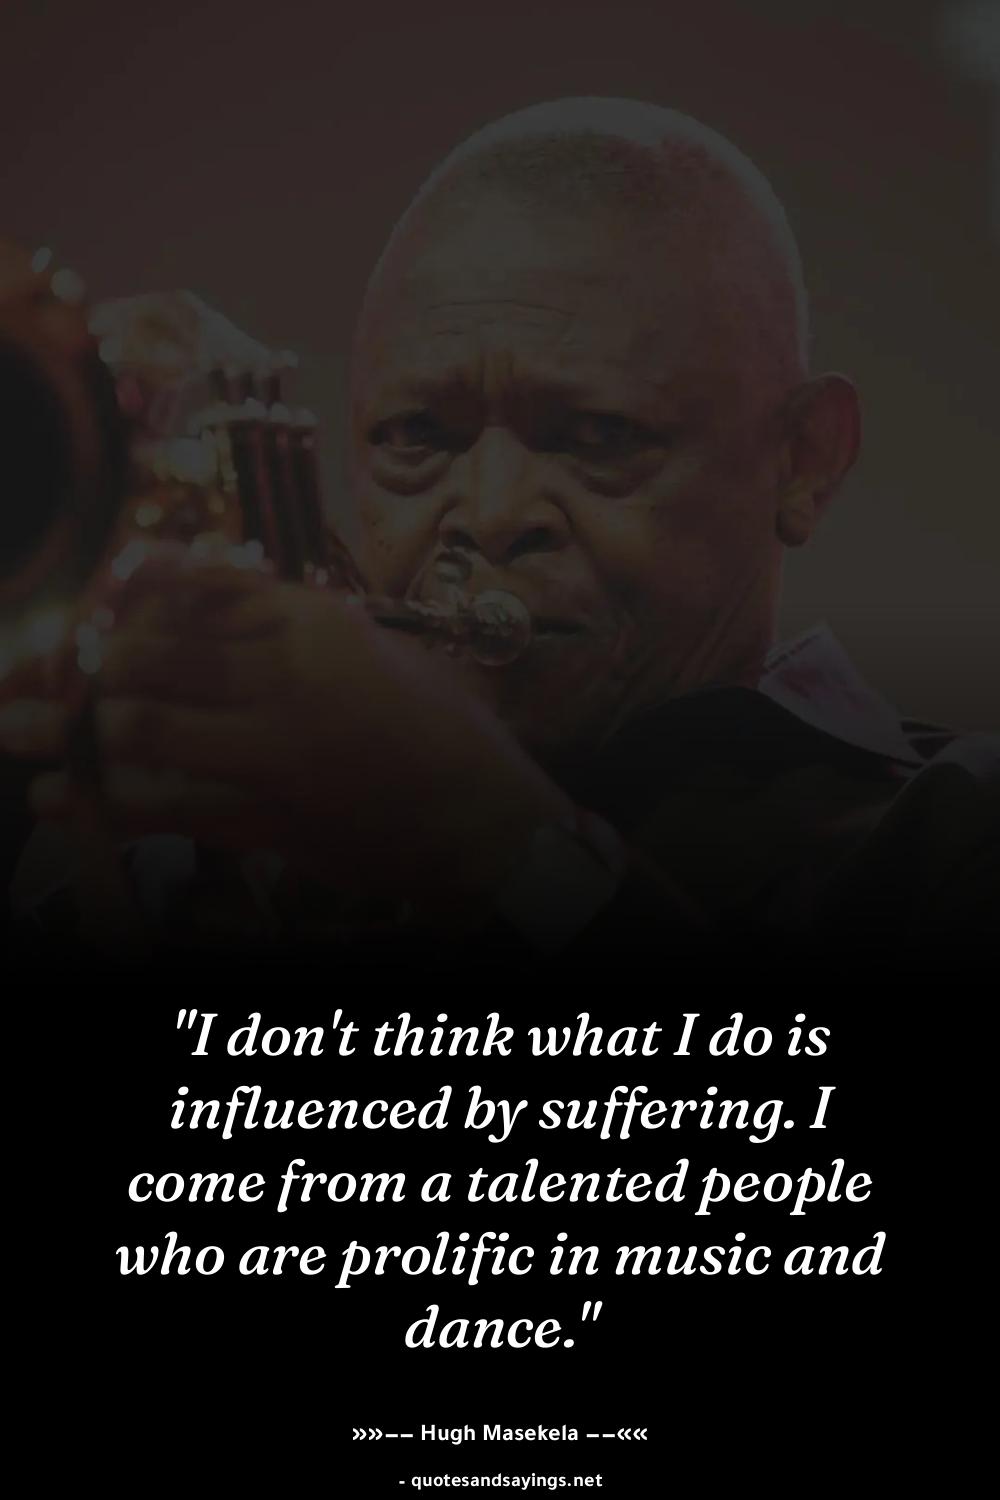 "I don't think what I do is
influenced by suffering. I
come from a talented people
who are prolific in music and
dance."
»»–– Hugh Masekela ––««
- quotesandsayings.net